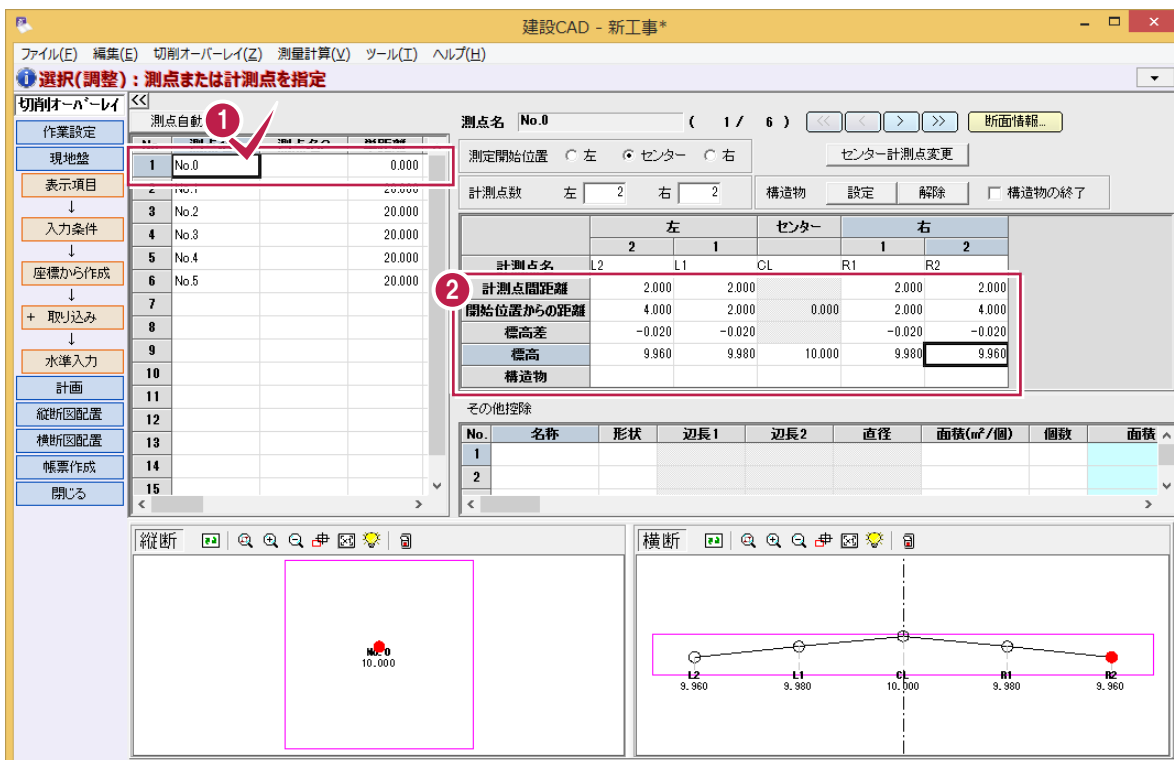 建設CAD - 新工事*
ファイル(F) 編集(E) 切削オーバーレイ(Z) 測量計算(V) ツール(T) ヘルプ(H)
選択(調整)：測点または計測点を指定
切削オーバーレイ
作業設定
現地盤
表示項目
↓
入力条件
↓
座標から作成
↓
+ 取り込み
↓
水準入力
計画
縦断図配置
横断図配置
帳票作成
閉じる
<<
測点自動
1
1 No.0 0.000
2 No.1 20.000
3 No.2 20.000
4 No.3 20.000
5 No.4 20.000
6 No.5 20.000
7
8
9
10
11
12
13
14
15
測点名 No.0 ( 1 / 6 ) << < > >> 断面情報...
測定開始位置 左 センター 右 センター計測点変更
計測点数 左 2 右 2 構造物 設定 解除 構造物の終了
左 センター 右
2 1 1 2
計測点名 L2 L1 CL R1 R2
2
計測点間距離 2.000 2.000 2.000 2.000
開始位置からの距離 4.000 2.000 0.000 2.000 4.000
標高差 -0.020 -0.020 -0.020 -0.020
標高 9.960 9.980 10.000 9.980 9.960
構造物
その他控除
No. 名称 形状 辺長1 辺長2 直径 面積(㎡/個) 個数 面積
1
2
縦断
No.0
10.000
横断
L2 L1 CL R1 R2
9.960 9.980 10.000 9.980 9.960